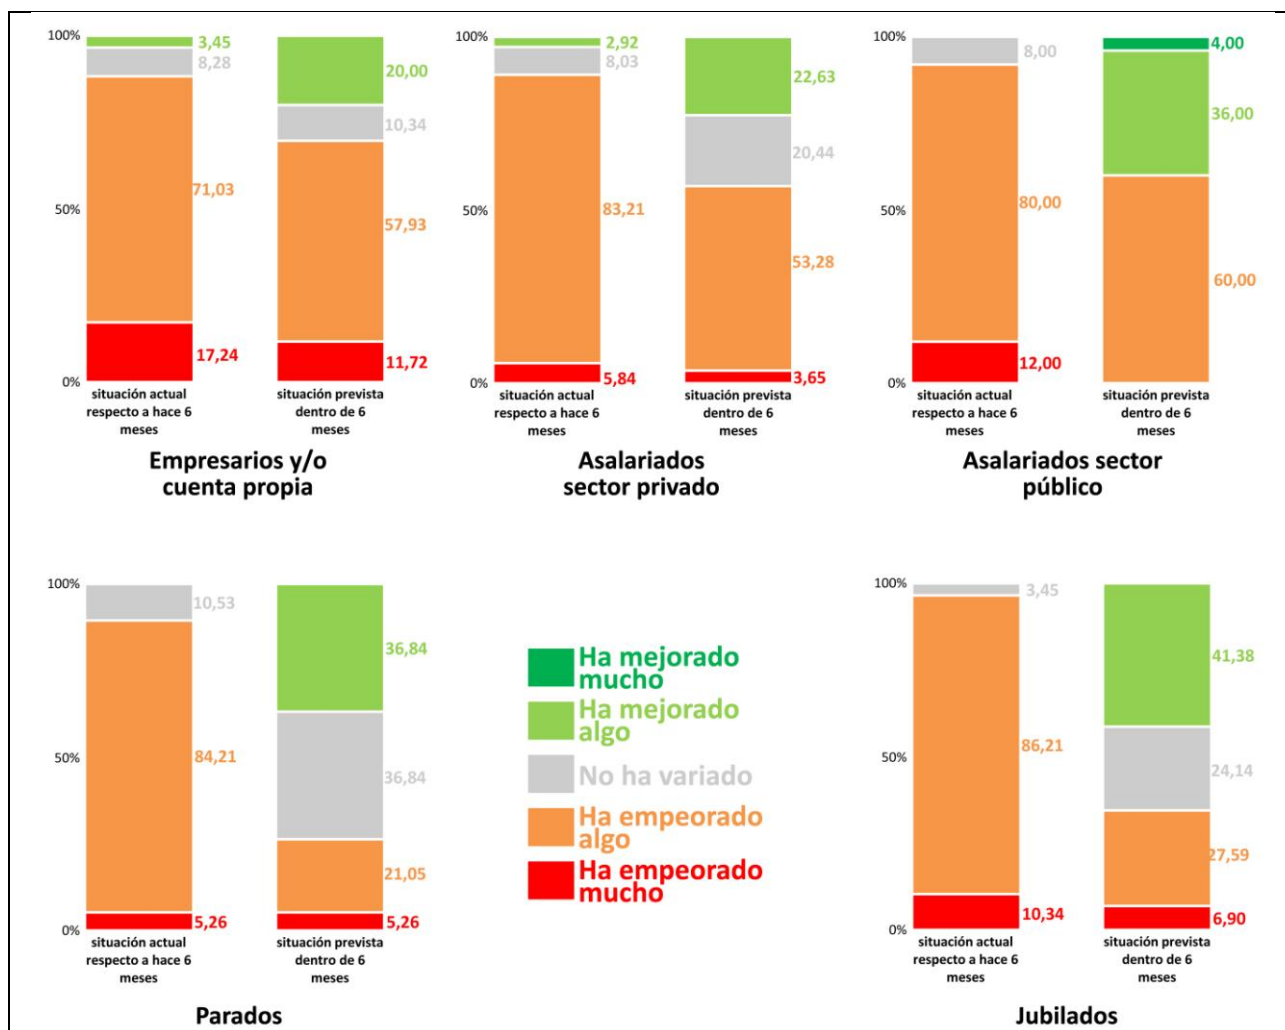 100%
50%
0%
3,45
8,28
71,03
17,24
20,00
10,34
57,93
11,72
situación actual
respecto a hace 6
meses
situación prevista
dentro de 6
meses
Empresarios y/o
cuenta propia
100%
50%
0%
2,92
8,03
83,21
5,84
22,63
20,44
53,28
3,65
situación actual
respecto a hace 6
meses
situación prevista
dentro de 6
meses
Asalariados
sector privado
100%
50%
0%
8,00
80,00
12,00
4,00
36,00
60,00
situación actual
respecto a hace 6
meses
situación prevista
dentro de 6
meses
Asalariados sector
público
100%
50%
0%
10,53
84,21
5,26
36,84
36,84
21,05
5,26
situación actual
respecto a hace 6
meses
situación prevista
dentro de 6
meses
Parados
Ha mejorado
mucho
Ha mejorado
algo
No ha variado
Ha empeorado
algo
Ha empeorado
mucho
100%
50%
0%
3,45
86,21
10,34
41,38
24,14
27,59
6,90
situación actual
respecto a hace 6
meses
situación prevista
dentro de 6
meses
Jubilados